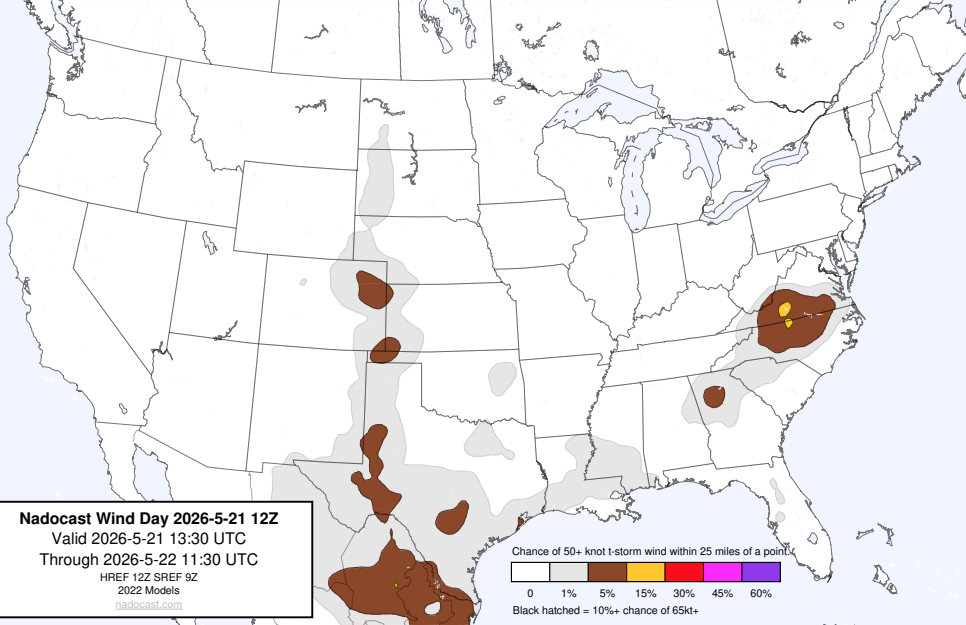 Nadocast Wind Day 2026-5-21 12Z
Valid 2026-5-21 13:30 UTC
Through 2026-5-22 11:30 UTC
HREF 12Z SREF 9Z
2022 Models
nadocast.com
Chance of 50+ knot t-storm wind within 25 miles of a point.
0 1% 5% 15% 30% 45% 60%
Black hatched = 10%+ chance of 65kt+